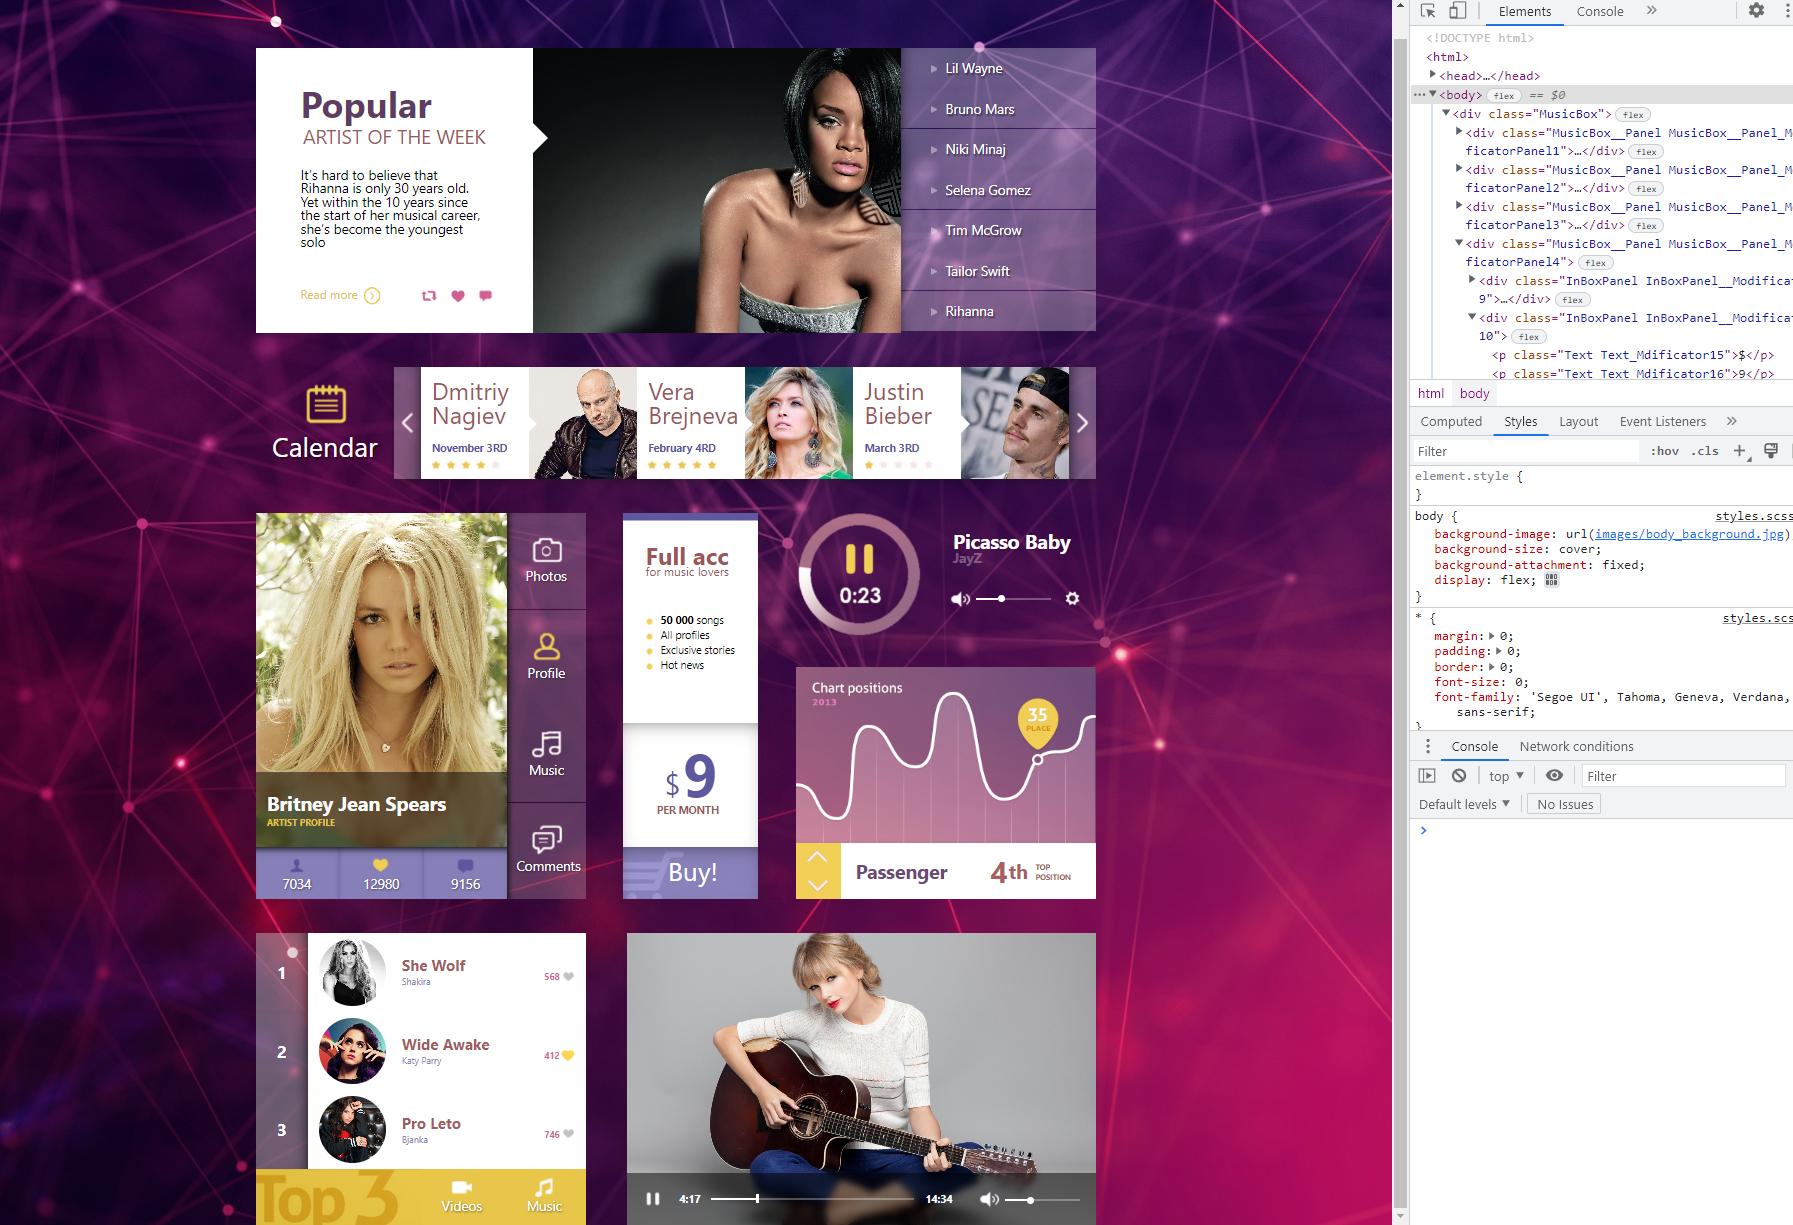 Popular
ARTIST OF THE WEEK
It's hard to believe that
Rihanna is only 30 years old.
Yet within the 10 years since
the start of her musical career,
she's become the youngest
solo
Read more
Lil Wayne
Bruno Mars
Niki Minaj
Selena Gomez
Tim McGrow
Tailor Swift
Rihanna
Calendar
Dmitriy
Nagiev
November 3RD
Vera
Brejneva
February 4RD
Justin
Bieber
March 3RD
Britney Jean Spears
ARTIST PROFILE
7034
12980
9156
Photos
Profile
Music
Comments
Full acc
for music lovers
50 000 songs
All profiles
Exclusive stories
Hot news
$9
PER MONTH
Buy!
0:23
Picasso Baby
JayZ
Chart positions
2013
35
PLACE
Passenger
4th
TOP
POSITION
1
She Wolf
Shakira
568
2
Wide Awake
Katy Parry
412
3
Pro Leto
Bjanka
746
Top 3
Videos
Music
4:17
14:34
Elements
Console
<!DOCTYPE html>
<html>
<head>…</head>
<body> flex == $0
<div class="MusicBox"> flex
<div class="MusicBox__Panel MusicBox__Panel_M
ficatorPanel1">…</div> flex
<div class="MusicBox__Panel MusicBox__Panel_M
ficatorPanel2">…</div> flex
<div class="MusicBox__Panel MusicBox__Panel_M
ficatorPanel3">…</div> flex
<div class="MusicBox__Panel MusicBox__Panel_M
ficatorPanel4"> flex
<div class="InBoxPanel InBoxPanel__Modifica
9">…</div> flex
<div class="InBoxPanel InBoxPanel__Modifica
10"> flex
<p class="Text Text_Mdificator15">$</p>
<p class="Text Text_Mdificator16">9</p>
html body
Computed Styles Layout Event Listeners
Filter :hov .cls
element.style {
}
body { styles.scss
background-image: url(images/body_background.jpg)
background-size: cover;
background-attachment: fixed;
display: flex;
}
* { styles.scs
margin: 0;
padding: 0;
border: 0;
font-size: 0;
font-family: 'Segoe UI', Tahoma, Geneva, Verdana,
sans-serif;
}
Console Network conditions
top Filter
Default levels No Issues